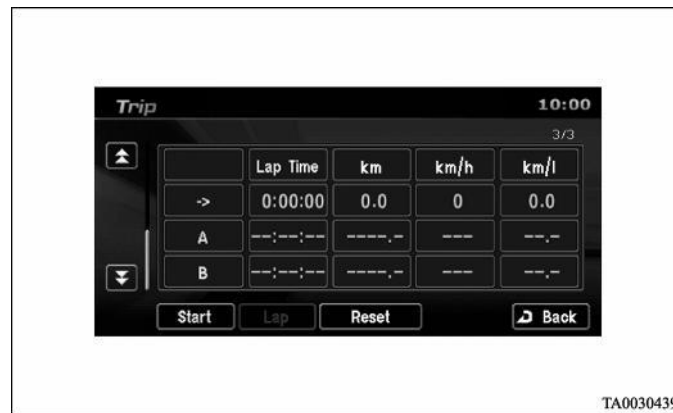 Trip 10:00
3/3
Lap Time km km/h km/l
-> 0:00:00 0.0 0 0.0
A --:--:-- ----.- --- --.-
B --:--:-- ----.- --- --.-
Start Lap Reset Back
TA0030439